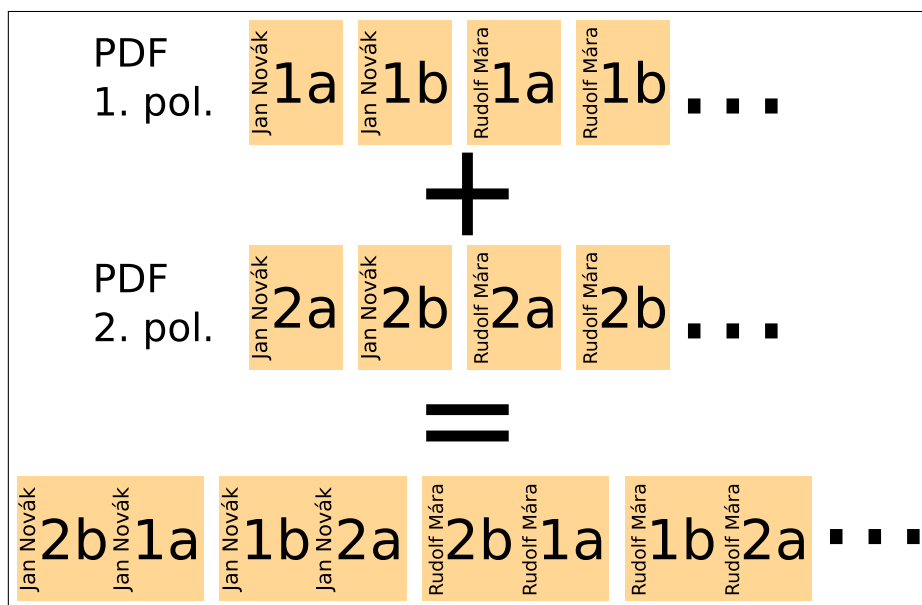 PDF
1. pol.
Jan Novák 1a Jan Novák 1b Rudolf Mára 1a Rudolf Mára 1b ...
+
PDF
2. pol.
Jan Novák 2a Jan Novák 2b Rudolf Mára 2a Rudolf Mára 2b ...
=
Jan Novák 2b Jan Novák 1a Jan Novák 1b Jan Novák 2a Rudolf Mára 2b Rudolf Mára 1a Rudolf Mára 1b Rudolf Mára 2a ...